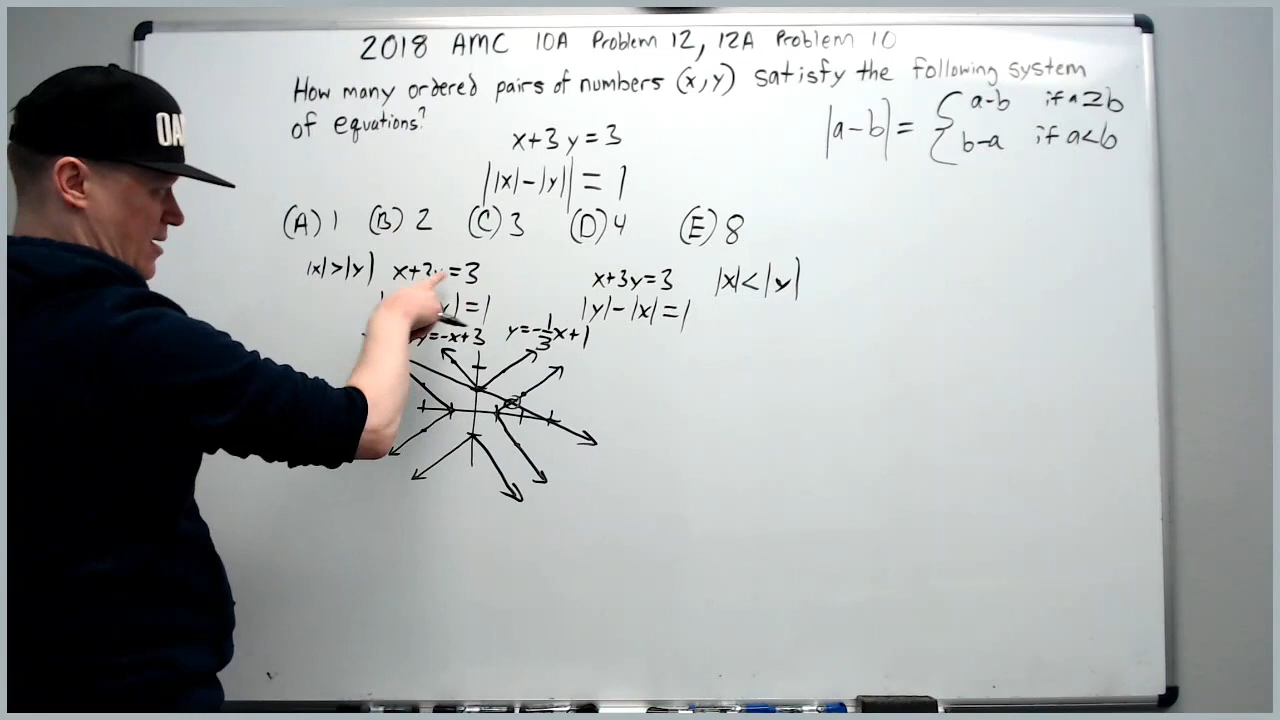 2018 AMC 10A Problem 12, 12A Problem 10
How many ordered pairs of numbers (x,y) satisfy the following system
of equations?
x+3y=3
||x|-|y||=1
|a-b|= { a-b if a≥b
b-a if a<b
(A) 1 (B) 2 (C) 3 (D) 4 (E) 8
|x|>|y| x+3y=3
|=1
y=-x+3 y=-1/3x+1
x+3y=3 |x|<|y|
|y|-|x|=1